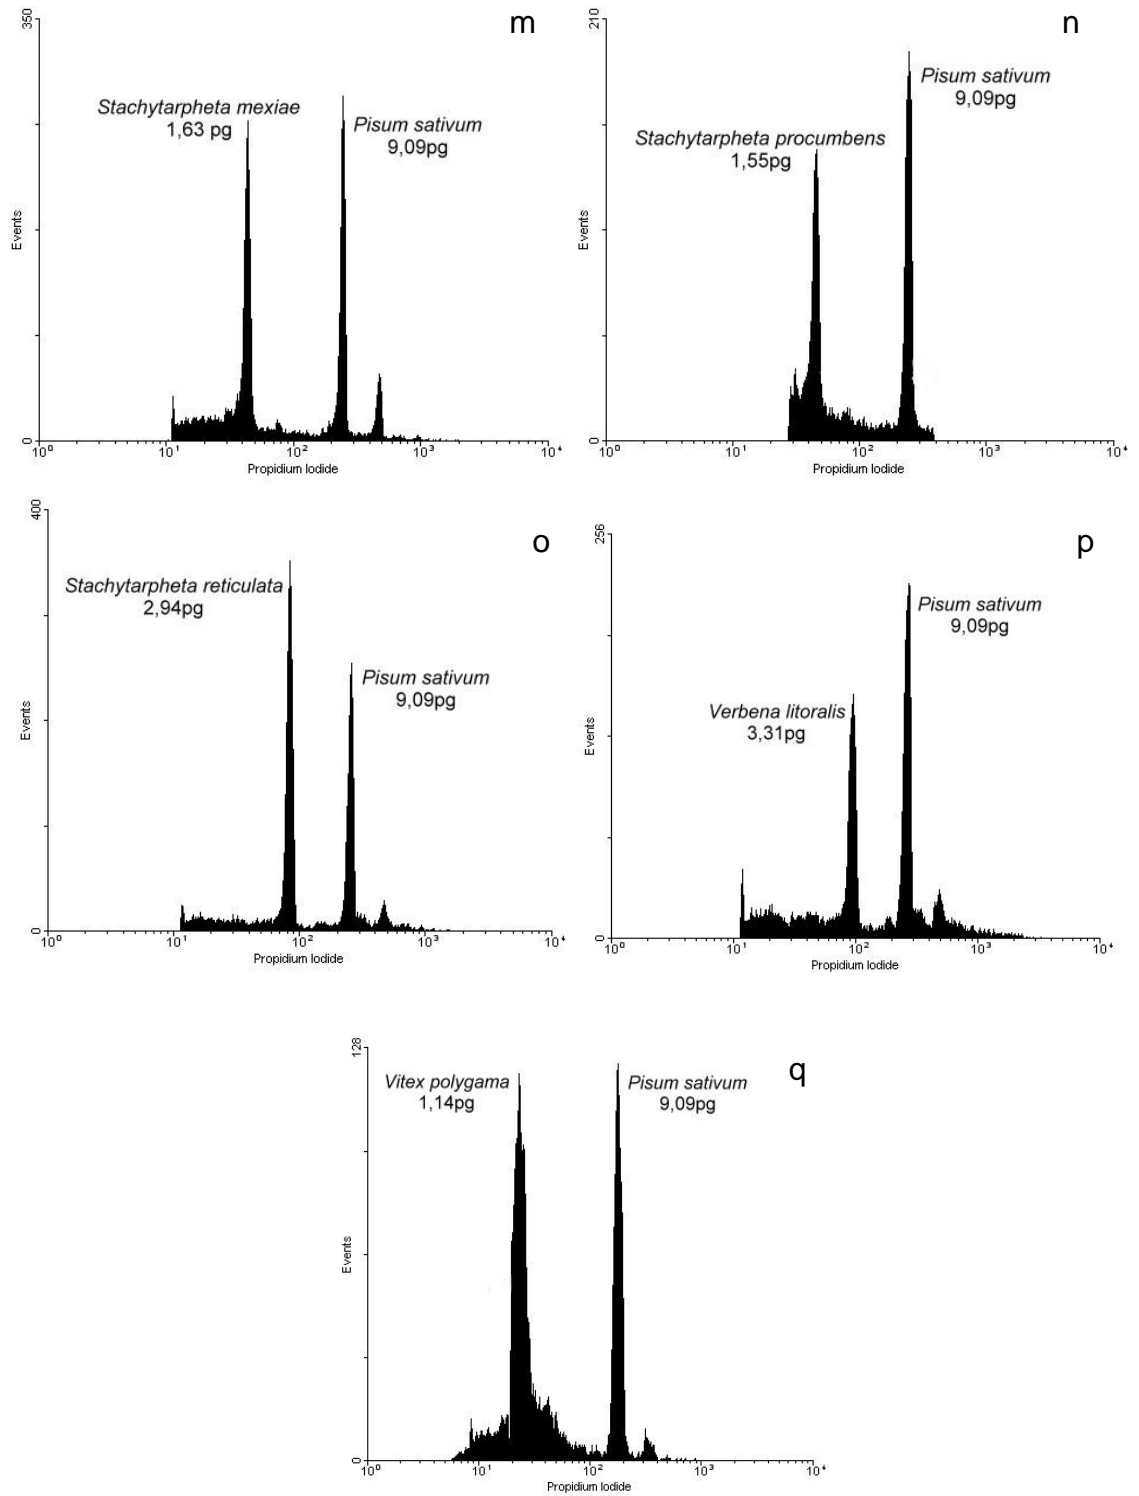 m
350
Stachytarpheta mexiae
1,63 pg
Pisum sativum
9,09pg
Events
0
10⁰ 10¹ 10² 10³ 10⁴
Propidium Iodide
n
210
Pisum sativum
9,09pg
Stachytarpheta procumbens
1,55pg
Events
0
10⁰ 10¹ 10² 10³ 10⁴
Propidium Iodide
o
400
Stachytarpheta reticulata
2,94pg
Pisum sativum
9,09pg
Events
0
10⁰ 10¹ 10² 10³ 10⁴
Propidium Iodide
p
256
Pisum sativum
9,09pg
Verbena litoralis
3,31pg
Events
0
10⁰ 10¹ 10² 10³ 10⁴
Propidium Iodide
q
128
Vitex polygama
1,14pg
Pisum sativum
9,09pg
Events
0
10⁰ 10¹ 10² 10³ 10⁴
Propidium Iodide